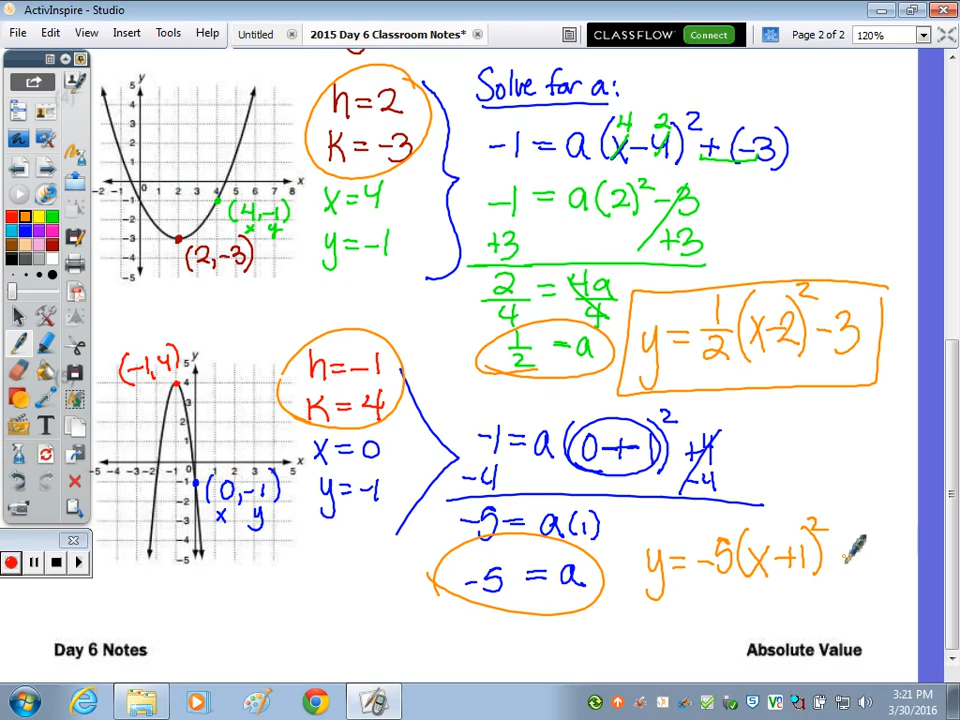 ActivInspire - Studio
File Edit View Insert Tools Help Untitled 2015 Day 6 Classroom Notes* CLASSFLOW Connect Page 2 of 2 120%
Solve for a:
h = 2
K = -3
x = 4
y = -1
(4, -1)
x y
(2, -3)
-1 = a(x - 4)² + (-3)
4 2
-1 = a(2)² - 3
+3 +3
2/4 = 4a/4
1/2 = a
y = 1/2 (x - 2)² - 3
(-1, 4)
h = -1
K = 4
x = 0
y = -1
(0, -1)
x y
-1 = a(0 + 1)² + 4
-4 -4
-5 = a(1)
-5 = a
y = -5(x + 1)²
Day 6 Notes Absolute Value
3:21 PM
3/30/2016